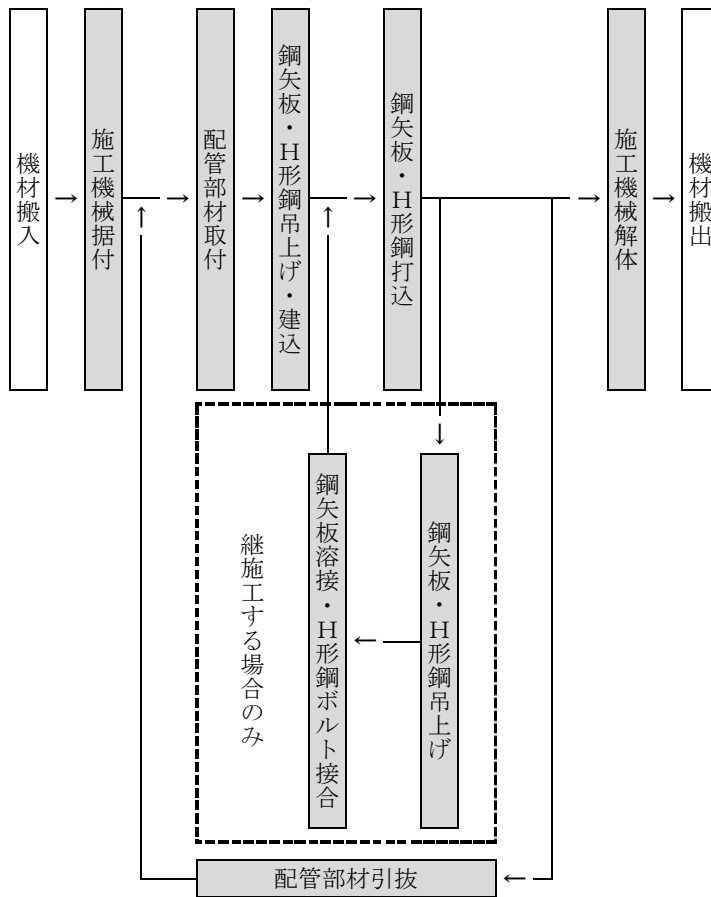 機材搬入
施工機械据付
配管部材取付
鋼矢板・Ｈ形鋼吊上げ・建込
鋼矢板・Ｈ形鋼打込
施工機械解体
機材搬出
継施工する場合のみ
鋼矢板溶接・Ｈ形鋼ボルト接合
鋼矢板・Ｈ形鋼吊上げ
配管部材引抜